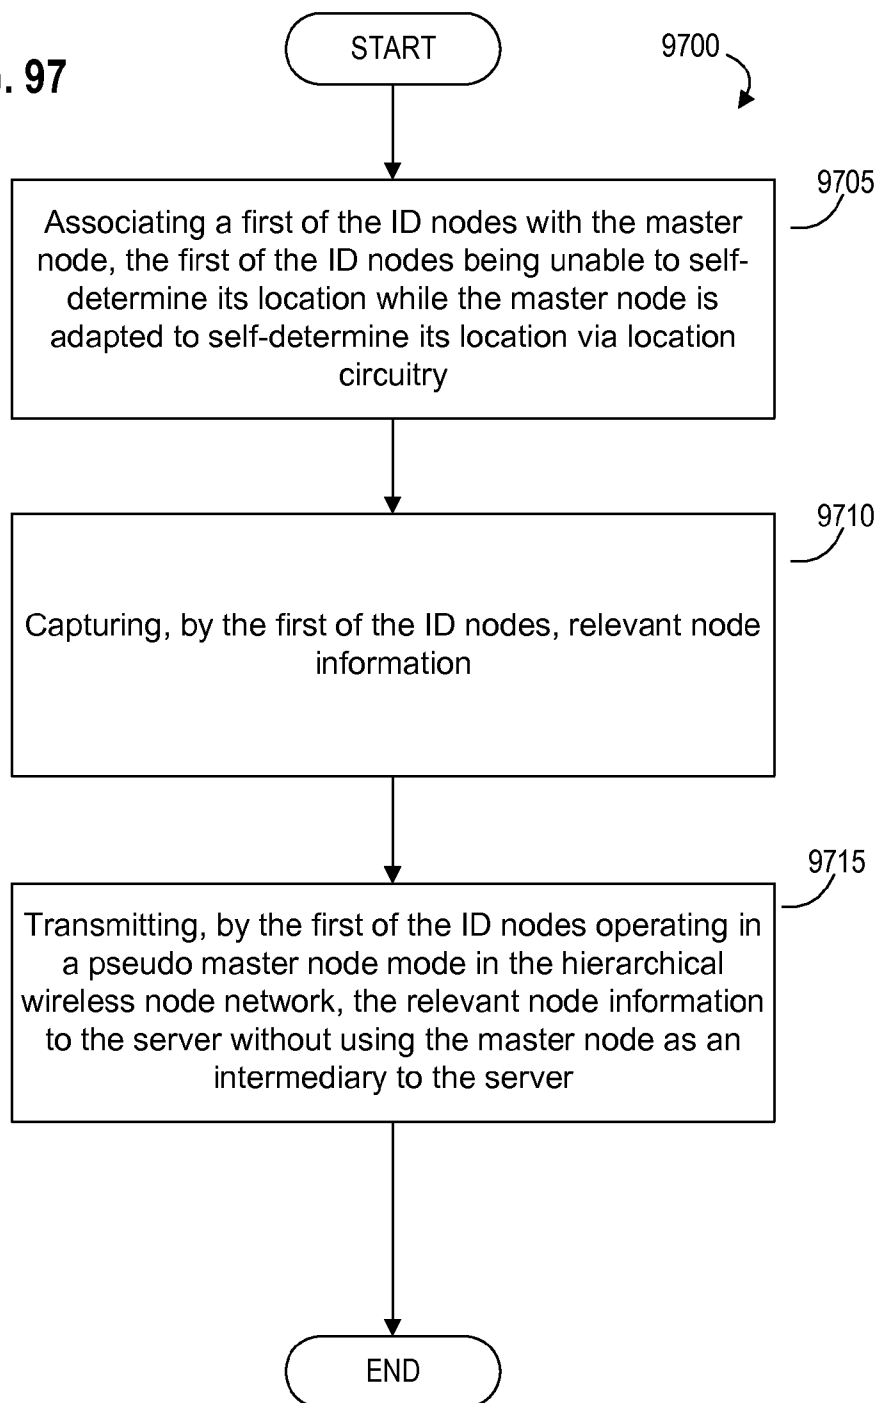 START
9700
. 97
9705
Associating a first of the ID nodes with the master
node, the first of the ID nodes being unable to self-
determine its location while the master node is
adapted to self-determine its location via location
circuitry
9710
Capturing, by the first of the ID nodes, relevant node
information
9715
Transmitting, by the first of the ID nodes operating in
a pseudo master node mode in the hierarchical
wireless node network, the relevant node information
to the server without using the master node as an
intermediary to the server
END